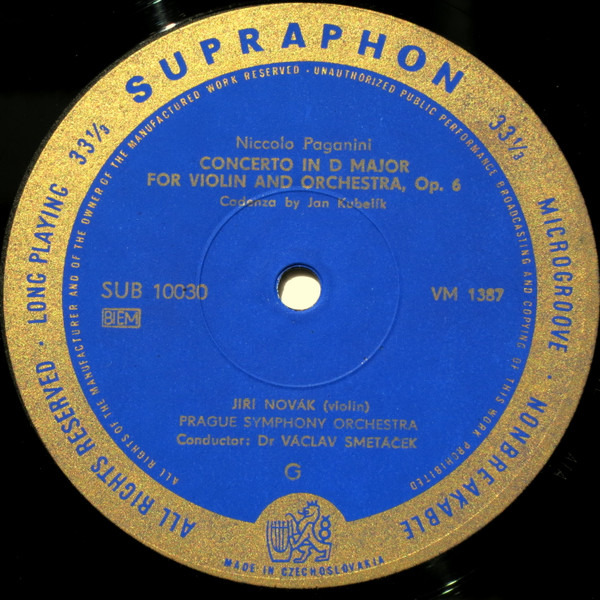 SUPRAPHON
33⅓
33⅓
ALL RIGHTS RESERVED · LONG PLAYING
MICROGROOVE · NONBREAKABLE
ALL RIGHTS OF THE MANUFACTURER AND OF THE OWNER OF THE MANUFACTURED WORK RESERVED · UNAUTHORIZED PUBLIC PERFORMANCE BROADCASTING AND COPYING OF THIS WORK PROHIBITED
Niccolo Paganini
CONCERTO IN D MAJOR
FOR VIOLIN AND ORCHESTRA, Op. 6
Cadenza by Jan Kubelík
SUB 10030
VM 1387
BIEM
JIŘÍ NOVÁK (violin)
PRAGUE SYMPHONY ORCHESTRA
Conductor: Dr VÁCLAV SMETÁČEK
G
MADE IN CZECHOSLOVAKIA